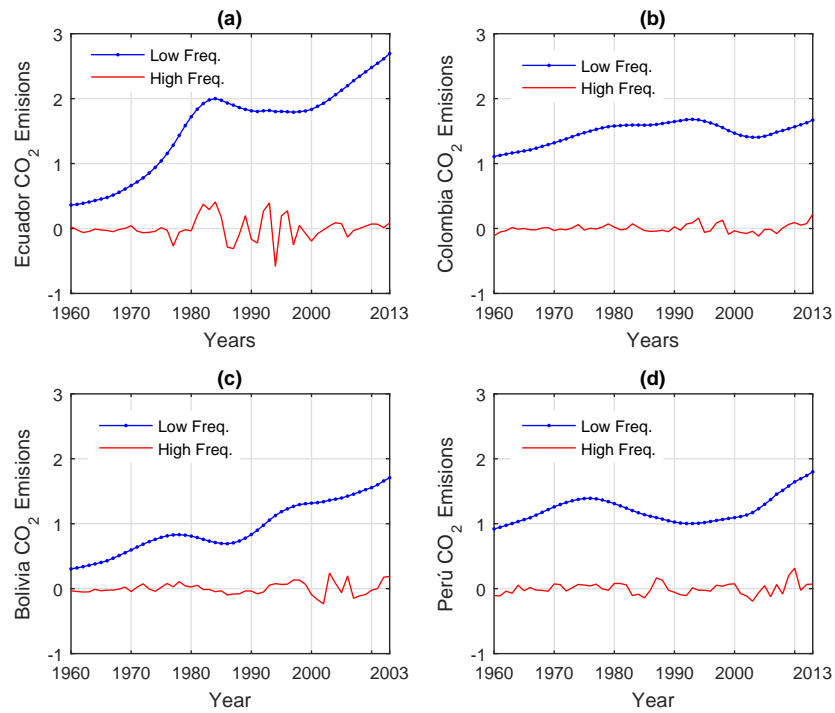 (a)
3
2
1
0
-1
Ecuador CO2 Emisions
Low Freq.
High Freq.
1960 1970 1980 1990 2000 2013
Years
(b)
3
2
1
0
-1
Colombia CO2 Emisions
Low Freq.
High Freq.
1960 1970 1980 1990 2000 2013
Years
(c)
3
2
1
0
-1
Bolivia CO2 Emisions
Low Freq.
High Freq.
1960 1970 1980 1990 2000 2003
Year
(d)
3
2
1
0
-1
Perú CO2 Emisions
Low Freq.
High Freq.
1960 1970 1980 1990 2000 2013
Year